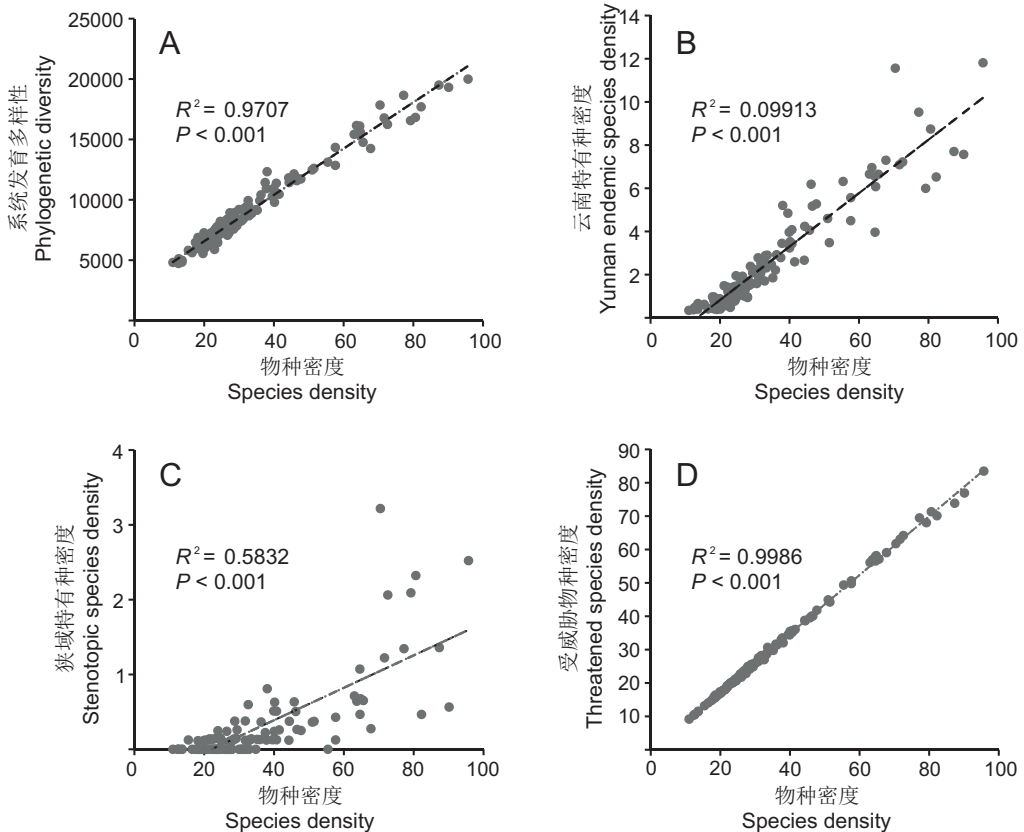 A
25000
20000
15000
10000
5000
R² = 0.9707
P < 0.001
系统发育多样性
Phylogenetic diversity
0 20 40 60 80 100
物种密度
Species density
B
14
12
10
8
6
4
2
R² = 0.09913
P < 0.001
云南特有种密度
Yunnan endemic species density
0 20 40 60 80 100
物种密度
Species density
C
4
3
2
1
R² = 0.5832
P < 0.001
狭域特有种密度
Stenotopic species density
0 20 40 60 80 100
物种密度
Species density
D
90
80
70
60
50
40
30
20
10
R² = 0.9986
P < 0.001
受威胁物种密度
Threatened species density
0 20 40 60 80 100
物种密度
Species density